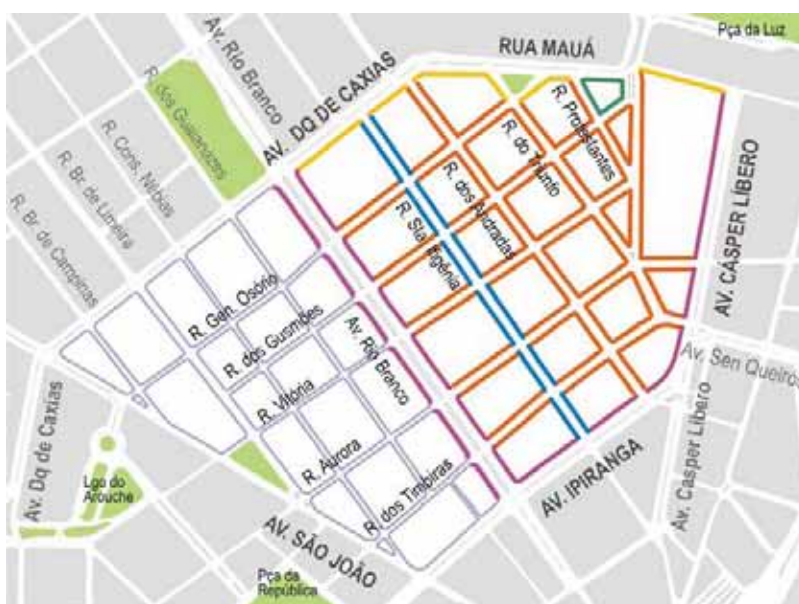 Pça da Luz
RUA MAUÁ
Av. Rio Branco
AV. DQ DE CAXIAS
R. dos Guaianazes
R. Cons. Nébias
R. Br. de Limeira
R. Br. de Campinas
R. Protestantes
R. do Triunfo
R. dos Andradas
R. Sta. Ifigênia
AV. CÁSPER LÍBERO
R. Gen. Osório
R. dos Gusmões
Av. Rio Branco
R. Vitória
R. Aurora
R. dos Timbiras
Av. Sen Queiros
Av. Casper Libero
AV. IPIRANGA
Av. Dq de Caxias
Lgo do
Arouche
AV. SÃO JOÃO
Pça da
República